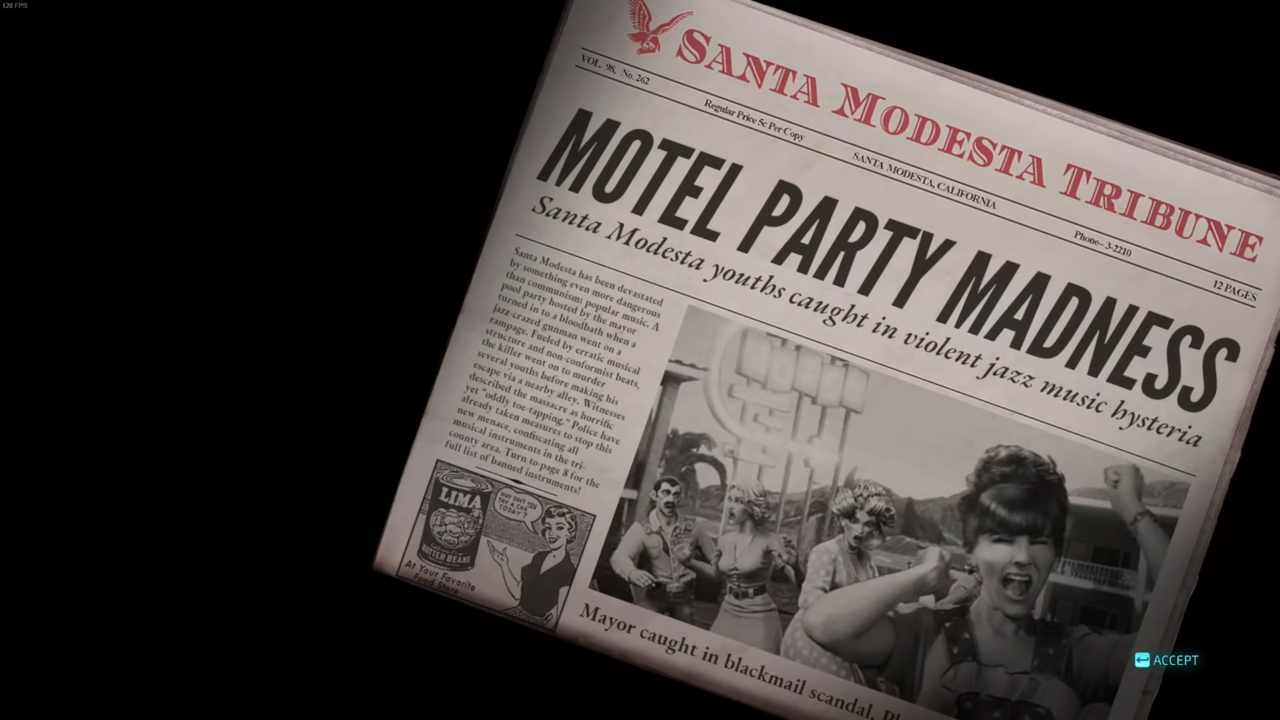 120 FPS
SANTA MODESTA TRIBUNE
VOL. 98, No. 262
Regular Price 5c Per Copy
SANTA MODESTA, CALIFORNIA
Phone– 3-2210
12 PAGES
MOTEL PARTY MADNESS
Santa Modesta youths caught in violent jazz music hysteria
Santa Modesta has been devastated
by something even more dangerous
than communism: popular music. A
pool party hosted by the mayor
turned in to a bloodbath when a
jazz-crazed gunman went on a
rampage. Fueled by erratic musical
structure and non-conformist beats,
the killer went on to murder
several youths before making his
escape via a nearby alley. Witnesses
described the massacre as horrific
yet "oddly toe-tapping." Police have
already taken measures to stop this
new menace, confiscating all
musical instruments in the tri-
county area. Turn to page 8 for the
full list of banned instruments!
LIMA
BUTTER BEANS
WHY DON'T YOU
TRY A CAN
TODAY?
At Your Favorite
Food Store
Mayor caught in blackmail scandal.
ACCEPT